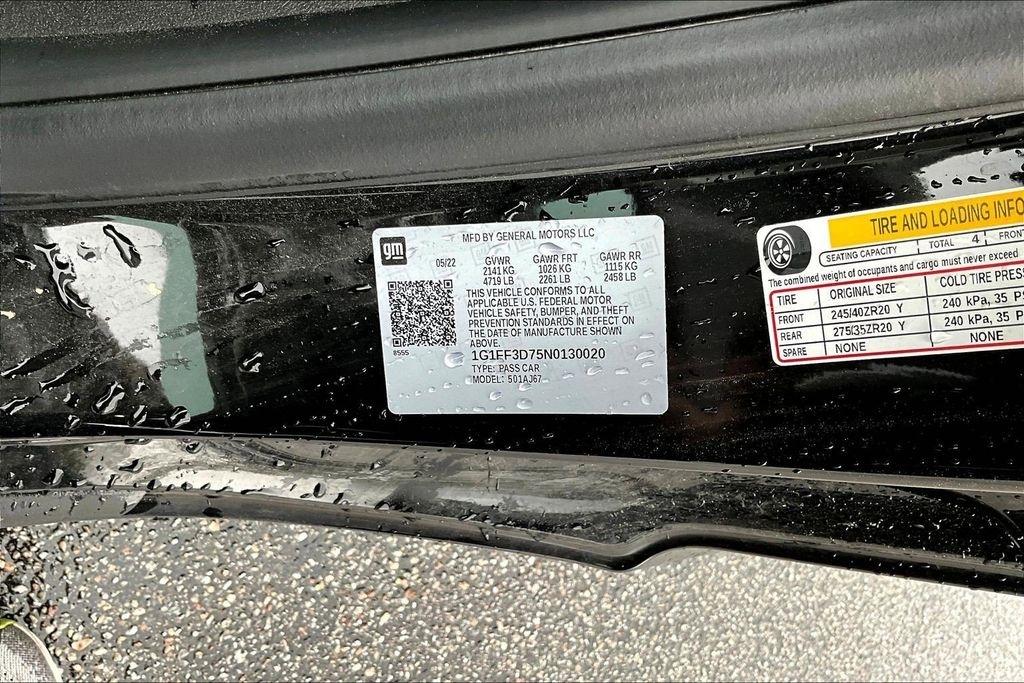 gm
MFD BY GENERAL MOTORS LLC
05/22
GVWR GAWR FRT GAWR RR
2141 KG 1026 KG 1115 KG
4719 LB 2261 LB 2458 LB
THIS VEHICLE CONFORMS TO ALL
APPLICABLE U.S. FEDERAL MOTOR
VEHICLE SAFETY, BUMPER, AND THEFT
PREVENTION STANDARDS IN EFFECT ON
THE DATE OF MANUFACTURE SHOWN
ABOVE.
8555
1G1FF3D75N0130020
TYPE: PASS CAR
MODEL: 501AJ67
TIRE AND LOADING INFO
SEATING CAPACITY TOTAL 4 FRONT
The combined weight of occupants and cargo must never exceed
TIRE ORIGINAL SIZE COLD TIRE PRESS
FRONT 245/40ZR20 Y 240 kPa, 35 P
REAR 275/35ZR20 Y 240 kPa, 35 P
SPARE NONE NONE